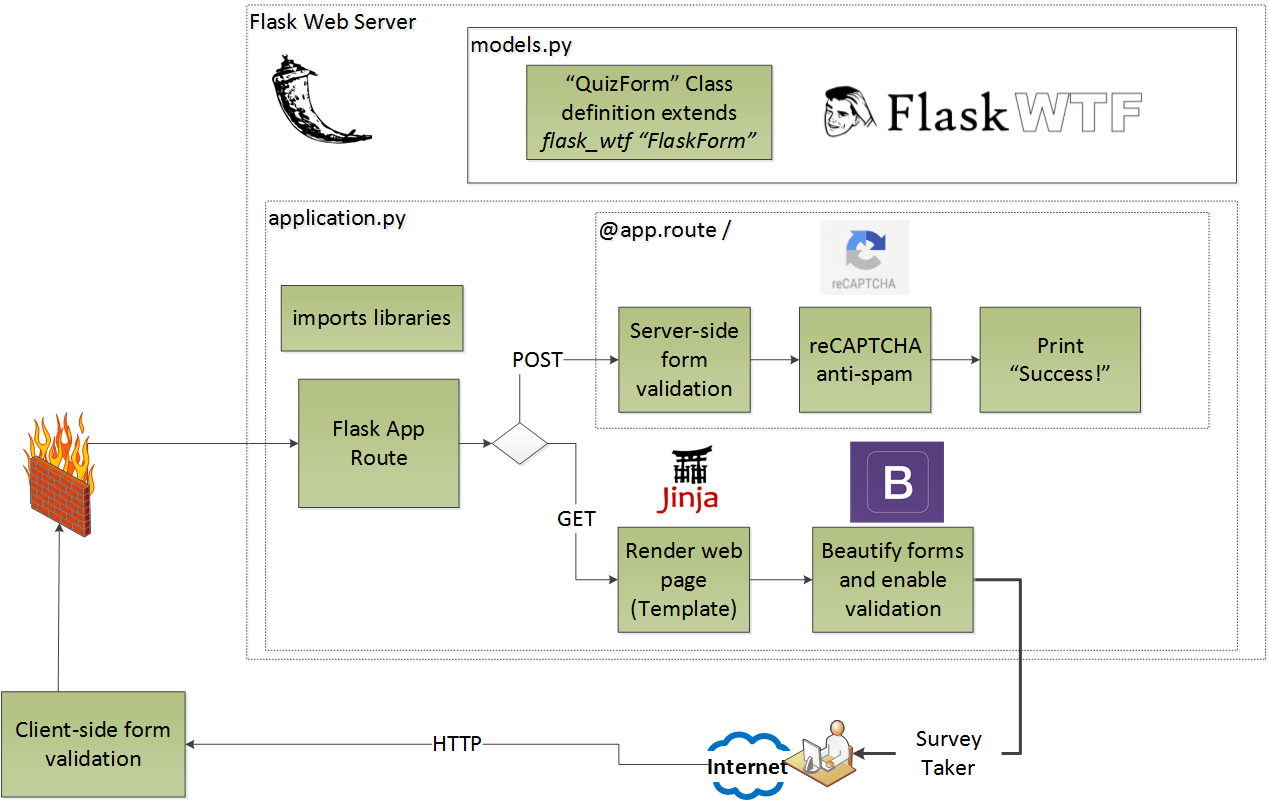 Flask Web Server
models.py
“QuizForm” Class
definition extends
flask_wtf “FlaskForm”
Flask WTF
application.py
@app.route /
reCAPTCHA
imports libraries
Server-side
form
validation
reCAPTCHA
anti-spam
Print
“Success!”
POST
Flask App
Route
Jinja
B
GET
Render web
page
(Template)
Beautify forms
and enable
validation
Client-side form
validation
HTTP
Internet
Survey
Taker